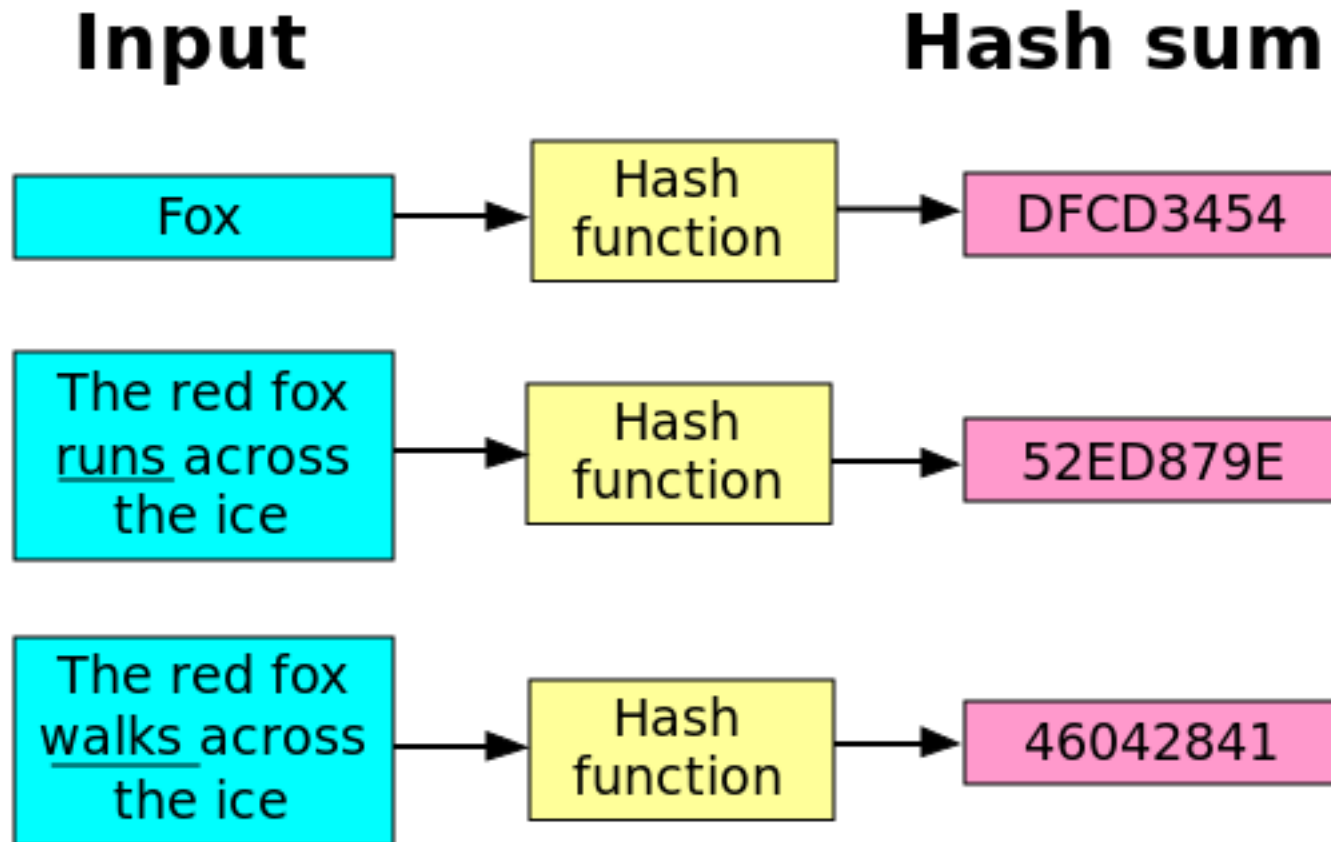 Input
Hash sum
Fox
Hash
function
DFCD3454
The red fox
runs across
the ice
Hash
function
52ED879E
The red fox
walks across
the ice
Hash
function
46042841